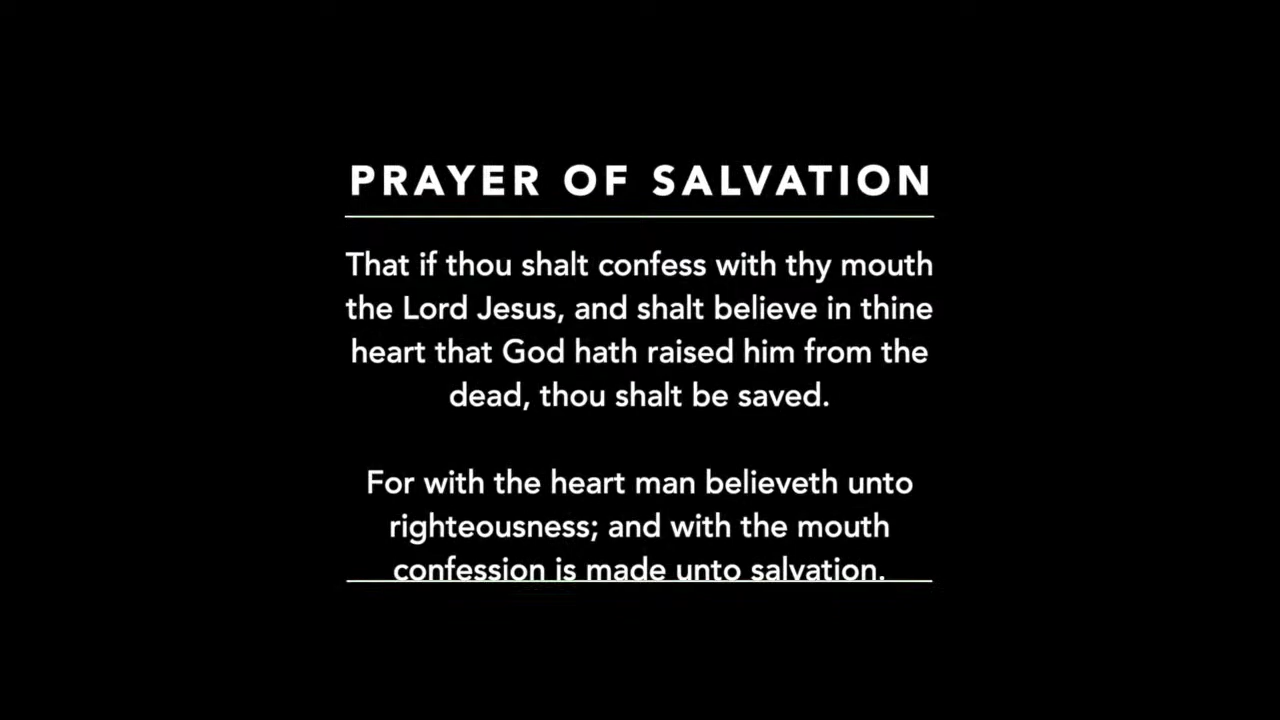 PRAYER OF SALVATION
That if thou shalt confess with thy mouth
the Lord Jesus, and shalt believe in thine
heart that God hath raised him from the
dead, thou shalt be saved.
For with the heart man believeth unto
righteousness; and with the mouth
confession is made unto salvation.